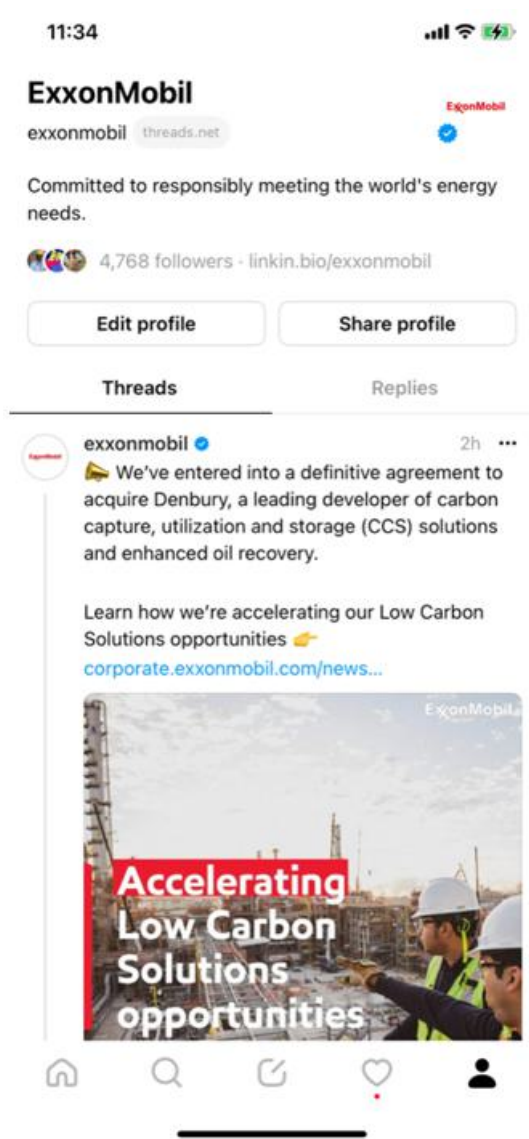 11:34
ExxonMobil
ExxonMobil
exxonmobil threads.net
Committed to responsibly meeting the world's energy
needs.
4,768 followers · linkin.bio/exxonmobil
Edit profile
Share profile
Threads
Replies
exxonmobil
2h
ExxonMobil
We've entered into a definitive agreement to
acquire Denbury, a leading developer of carbon
capture, utilization and storage (CCS) solutions
and enhanced oil recovery.
Learn how we're accelerating our Low Carbon
Solutions opportunities
corporate.exxonmobil.com/news...
ExxonMobil
Accelerating
Low Carbon
Solutions
opportunities